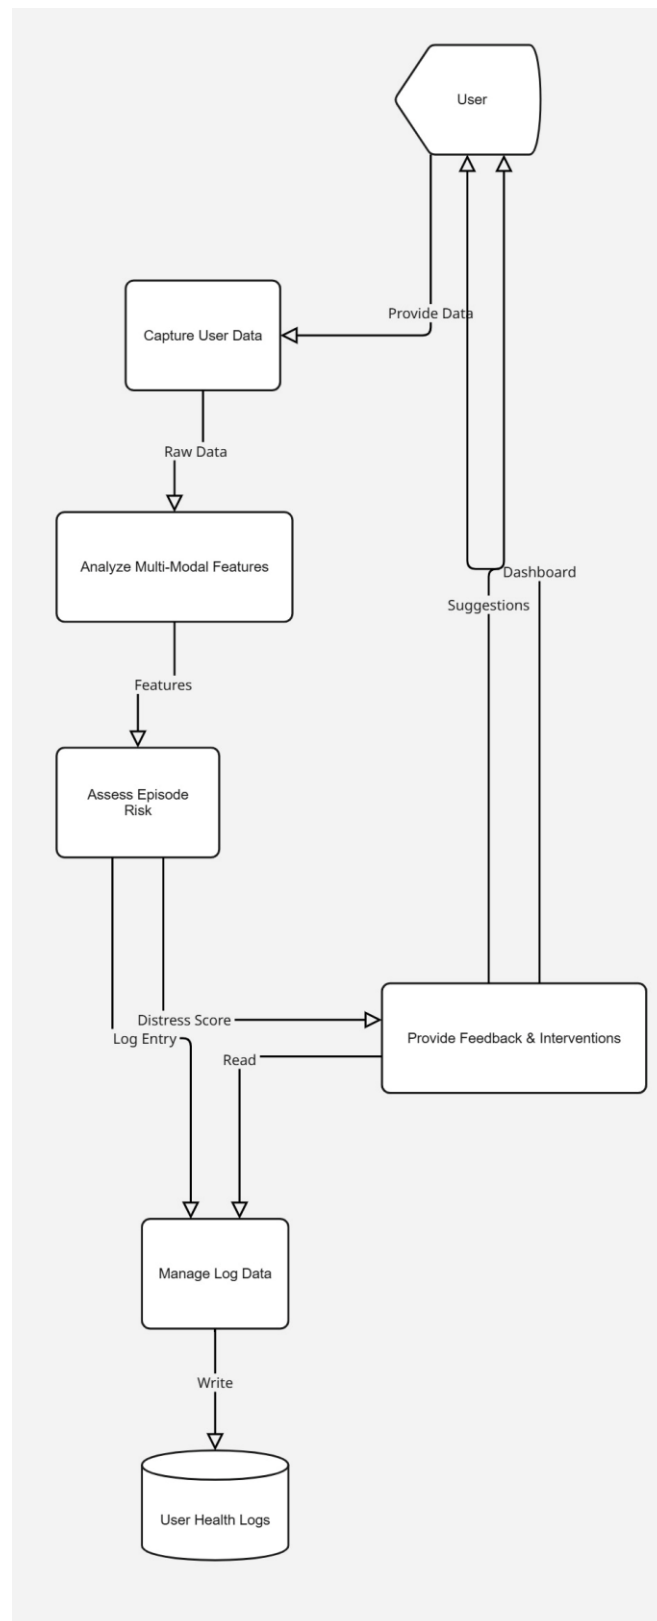 User
Provide Data
Capture User Data
Raw Data
Analyze Multi-Modal Features
Dashboard
Suggestions
Features
Assess Episode
Risk
Distress Score
Log Entry
Provide Feedback & Interventions
Read
Manage Log Data
Write
User Health Logs